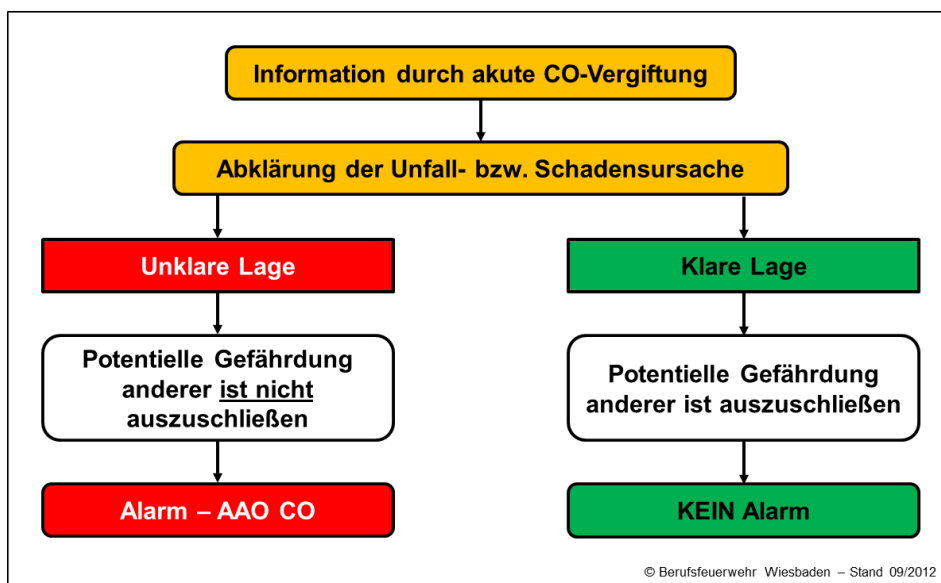 Information durch akute CO-Vergiftung
Abklärung der Unfall- bzw. Schadensursache
Unklare Lage
Klare Lage
Potentielle Gefährdung
anderer ist nicht
auszuschließen
Potentielle Gefährdung
anderer ist auszuschließen
Alarm – AAO CO
KEIN Alarm
© Berufsfeuerwehr Wiesbaden – Stand 09/2012